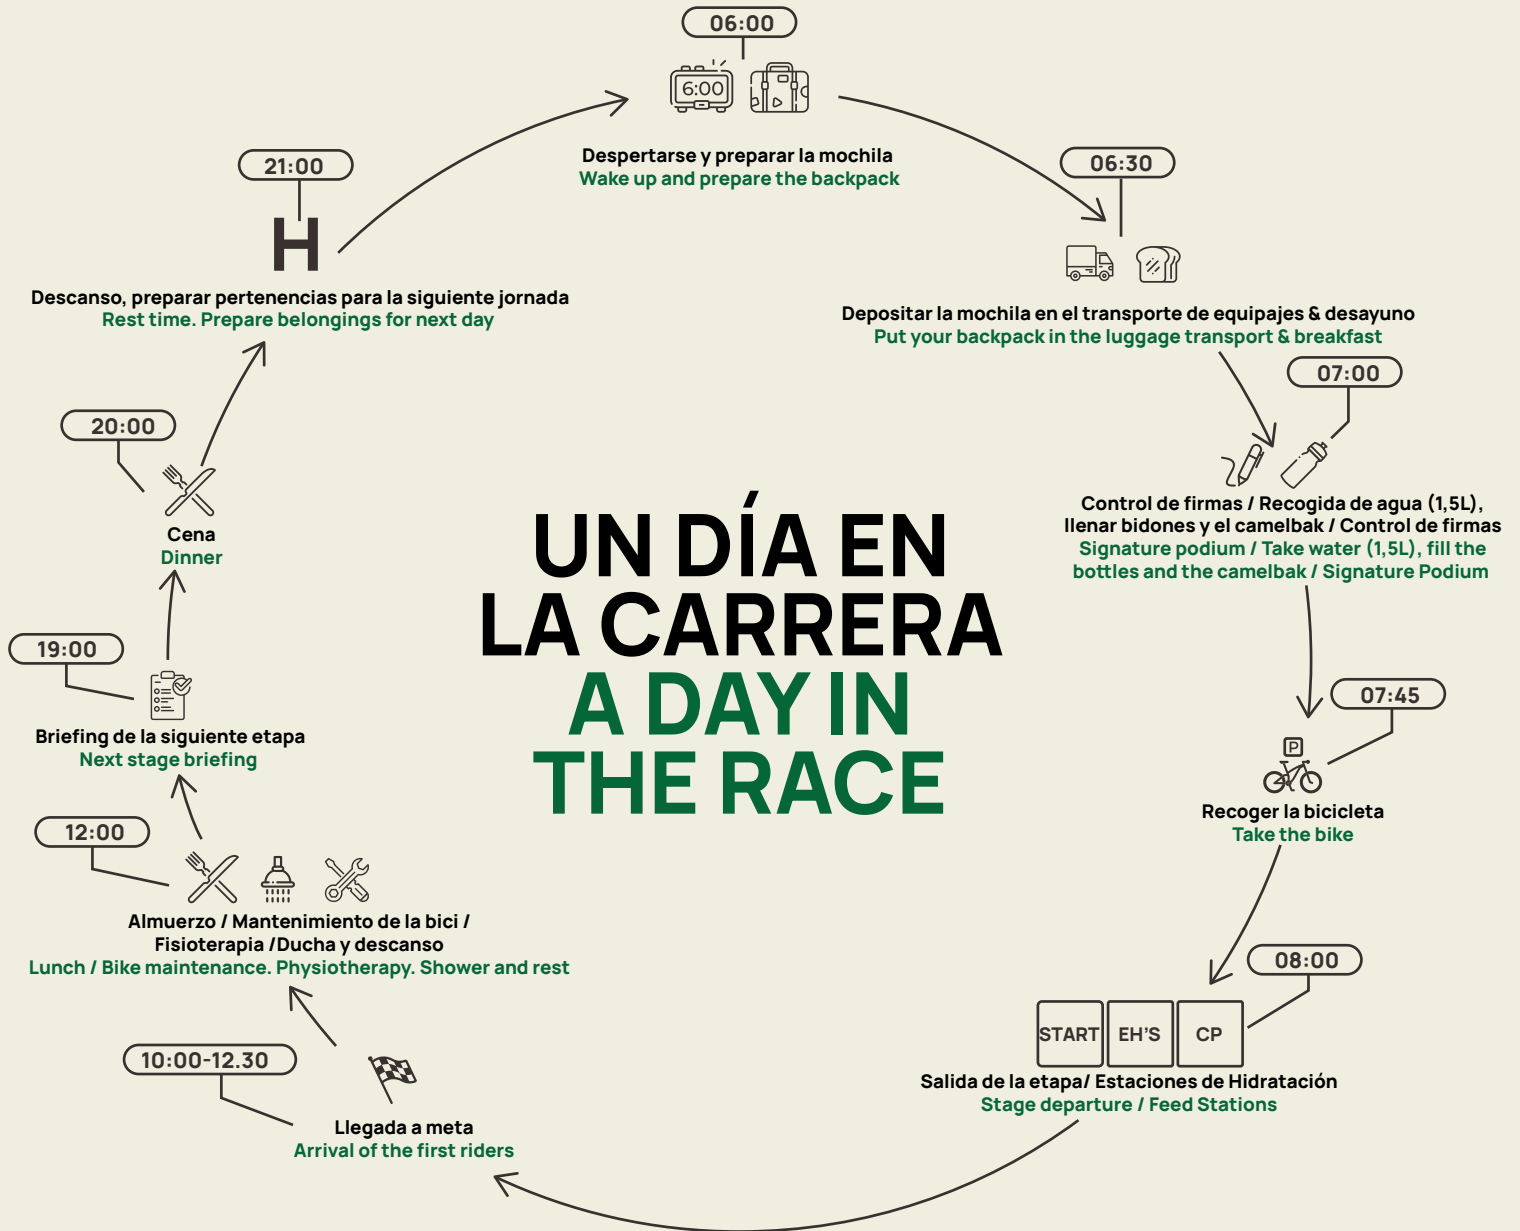 06:00
6:00
Despertarse y preparar la mochila
Wake up and prepare the backpack
06:30
Depositar la mochila en el transporte de equipajes & desayuno
Put your backpack in the luggage transport & breakfast
07:00
Control de firmas / Recogida de agua (1,5L),
llenar bidones y el camelbak / Control de firmas
Signature podium / Take water (1,5L), fill the
bottles and the camelbak / Signature Podium
07:45
P
Recoger la bicicleta
Take the bike
08:00
START EH'S CP
Salida de la etapa/ Estaciones de Hidratación
Stage departure / Feed Stations
10:00-12.30
Llegada a meta
Arrival of the first riders
12:00
Almuerzo / Mantenimiento de la bici /
Fisioterapia /Ducha y descanso
Lunch / Bike maintenance. Physiotherapy. Shower and rest
19:00
Briefing de la siguiente etapa
Next stage briefing
20:00
Cena
Dinner
21:00
H
Descanso, preparar pertenencias para la siguiente jornada
Rest time. Prepare belongings for next day
UN DÍA EN
LA CARRERA
A DAY IN
THE RACE